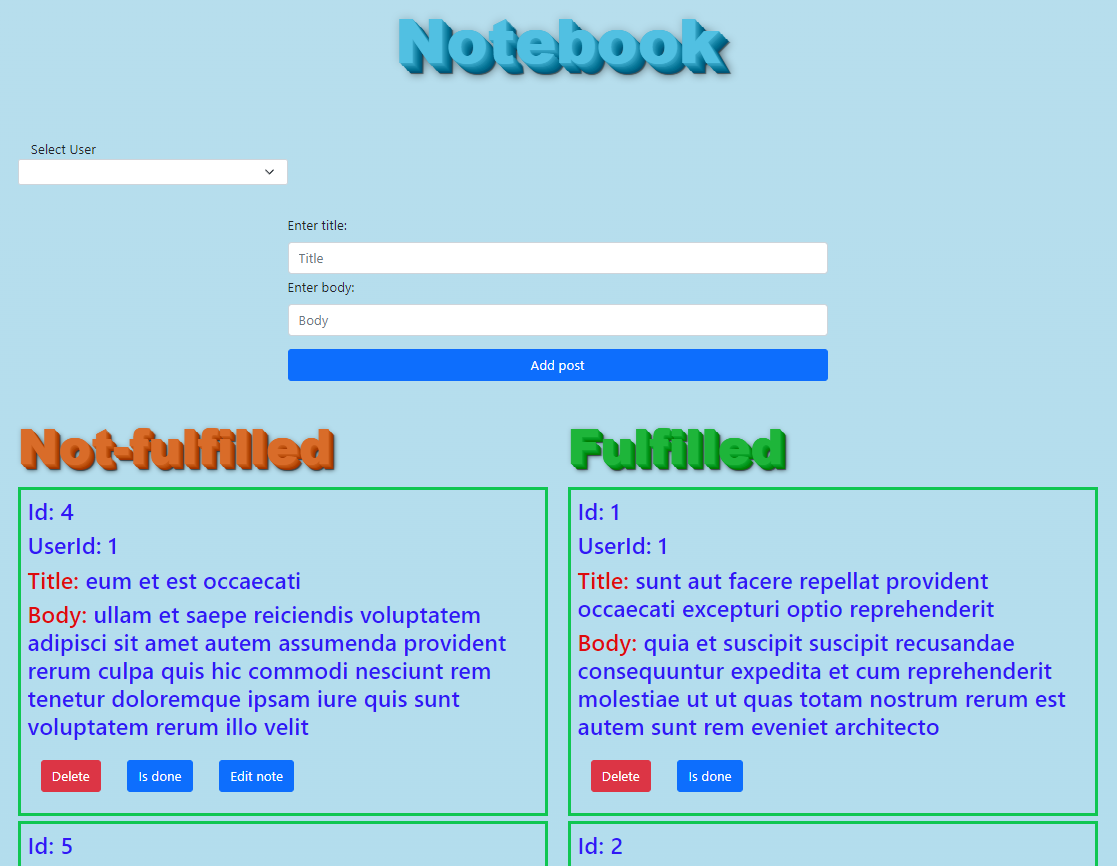 Notebook
Select User
Enter title:
Title
Enter body:
Body
Add post
Not-fulfilled
Id: 4
UserId: 1
Title: eum et est occaecati
Body: ullam et saepe reiciendis voluptatem
adipisci sit amet autem assumenda provident
rerum culpa quis hic commodi nesciunt rem
tenetur doloremque ipsam iure quis sunt
voluptatem rerum illo velit
Delete
Is done
Edit note
Id: 5
Fulfilled
Id: 1
UserId: 1
Title: sunt aut facere repellat provident
occaecati excepturi optio reprehenderit
Body: quia et suscipit suscipit recusandae
consequuntur expedita et cum reprehenderit
molestiae ut ut quas totam nostrum rerum est
autem sunt rem eveniet architecto
Delete
Is done
Id: 2